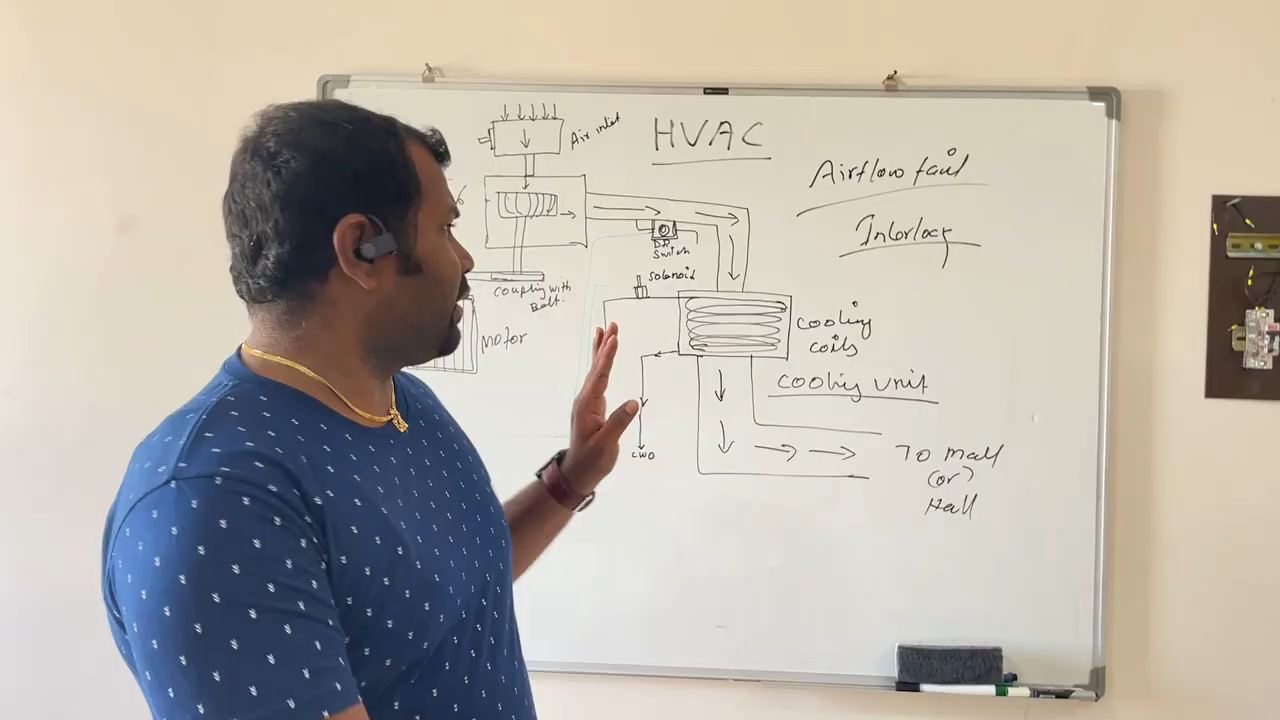 HVAC
Air inlet
Airflow fault
Interlock
DP
Switch
Solenoid
Coupling with
Belt.
Motor
Cooling
coils
Cooling unit
CWO
To Mall
(or)
Hall